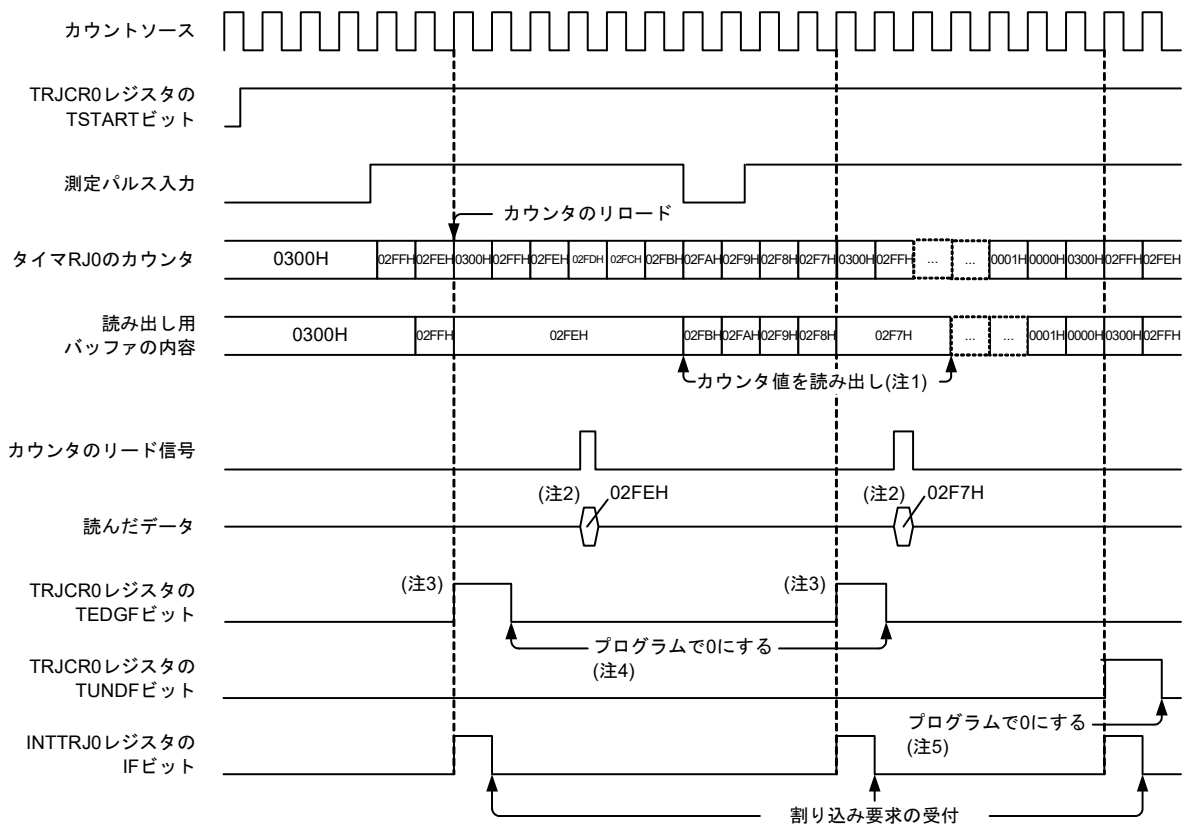 カウントソース
TRJCR0レジスタの
TSTARTビット
測定パルス入力
カウンタのリロード
タイマRJ0のカウンタ
0300H 02FFH 02FEH 0300H 02FFH 02FEH 02FDH 02FCH 02FBH 02FAH 02F9H 02F8H 02F7H 0300H 02FFH ... ... 0001H 0000H 0300H 02FFH 02FEH
読み出し用
バッファの内容
0300H 02FFH 02FEH 02FBH 02FAH 02F9H 02F8H 02F7H ... ... 0001H 0000H 0300H 02FFH
カウンタ値を読み出し(注1)
カウンタのリード信号
(注2) 02FEH (注2) 02F7H
読んだデータ
TRJCR0レジスタの
TEDGFビット
(注3) (注3)
プログラムで0にする
(注4)
TRJCR0レジスタの
TUNDFビット
プログラムで0にする
(注5)
INTTRJ0レジスタの
IFビット
割り込み要求の受付